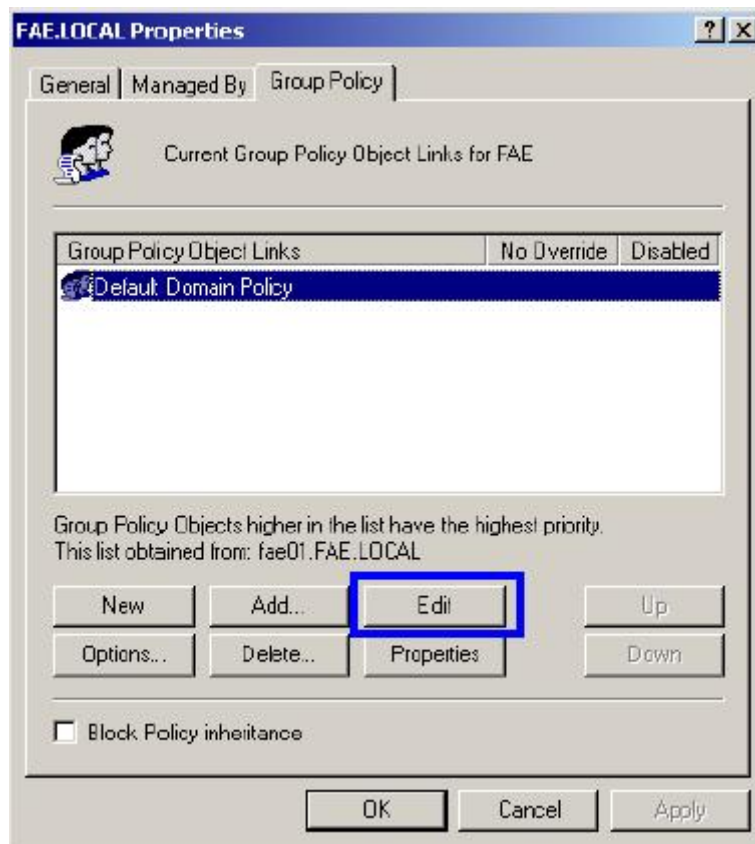 FAE.LOCAL Properties
General Managed By Group Policy
Current Group Policy Object Links for FAE
Group Policy Object Links No Override Disabled
Default Domain Policy
Group Policy Objects higher in the list have the highest priority.
This list obtained from: fae01.FAE.LOCAL
New Add... Edit Up
Options... Delete... Properties Down
Block Policy inheritance
OK Cancel Apply